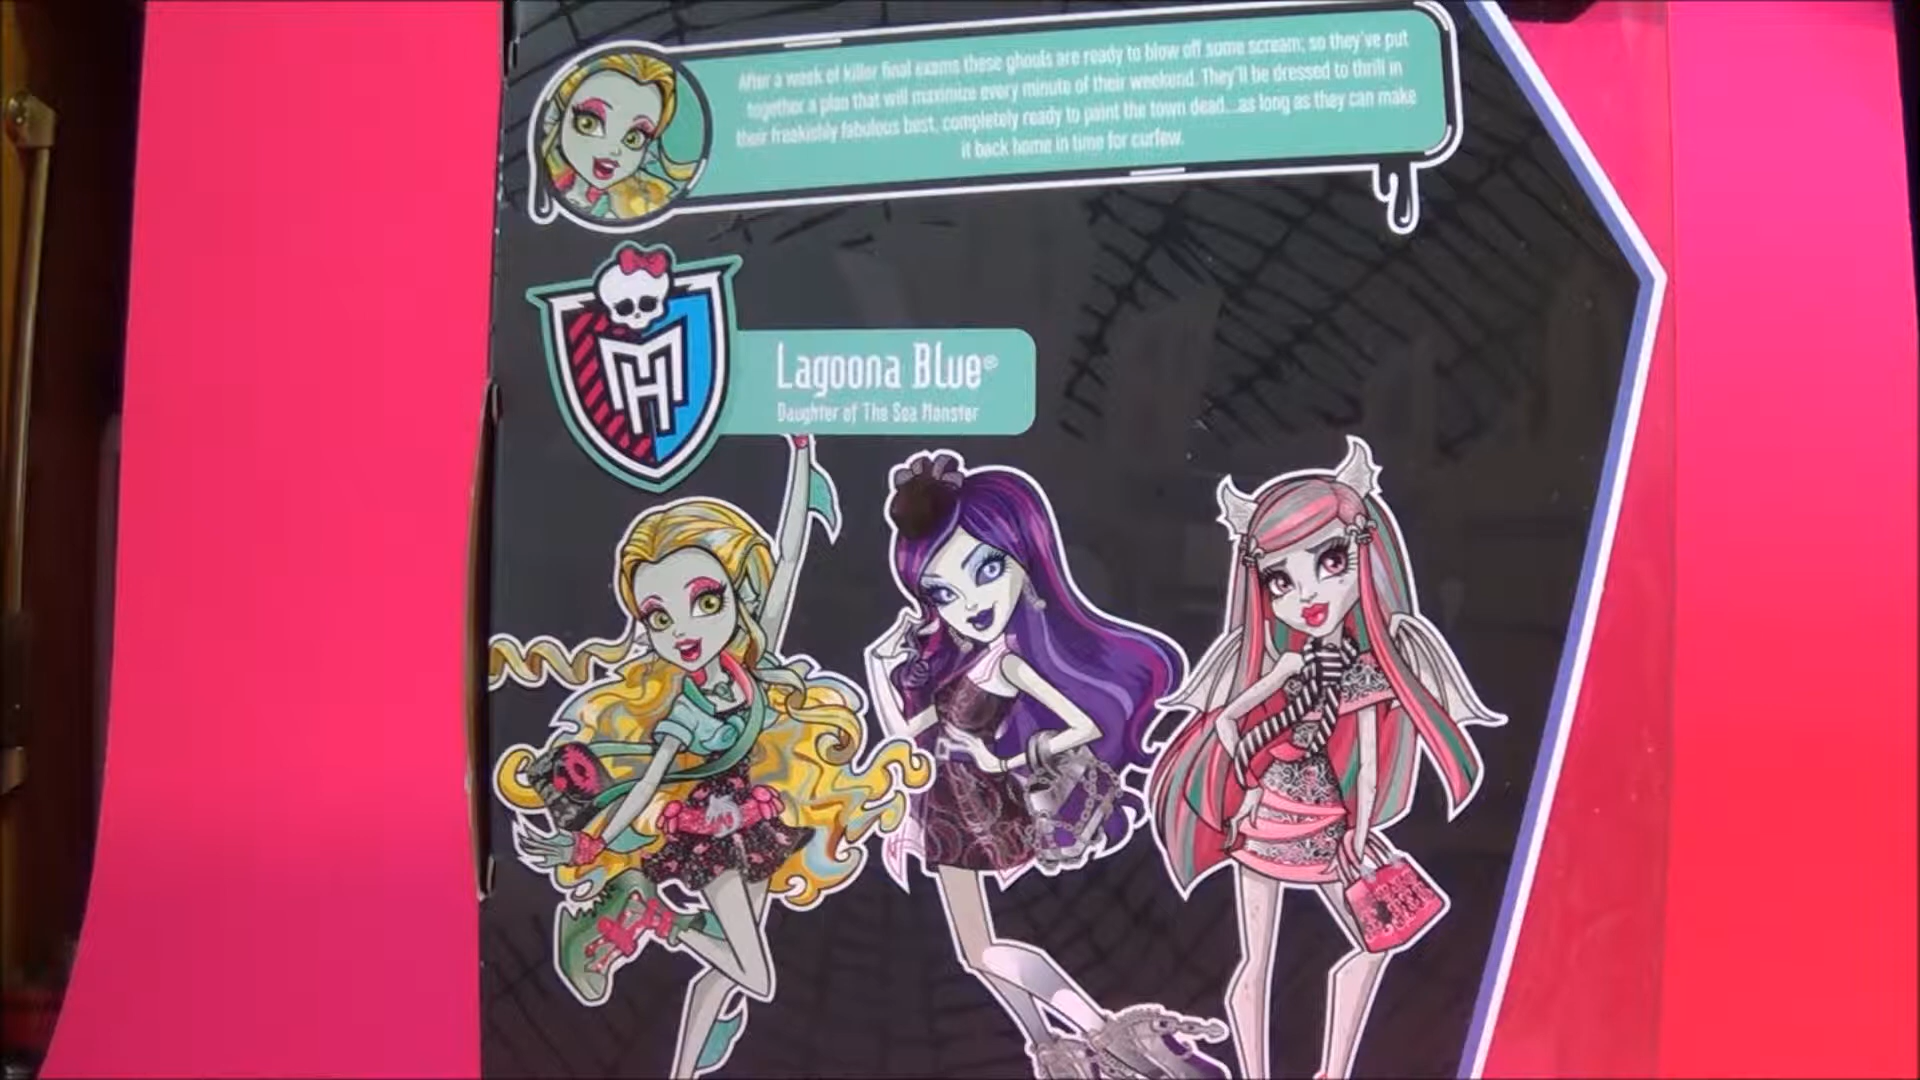 After a week of killer final exams these ghouls are ready to blow off some scream; so they've put
together a plan that will maximize every minute of their weekend. They'll be dressed to thrill in
their freakishly fabulous best, completely ready to paint the town dead...as long as they can make
it back home in time for curfew.
MH
Lagoona Blue®
Daughter of The Sea Monster